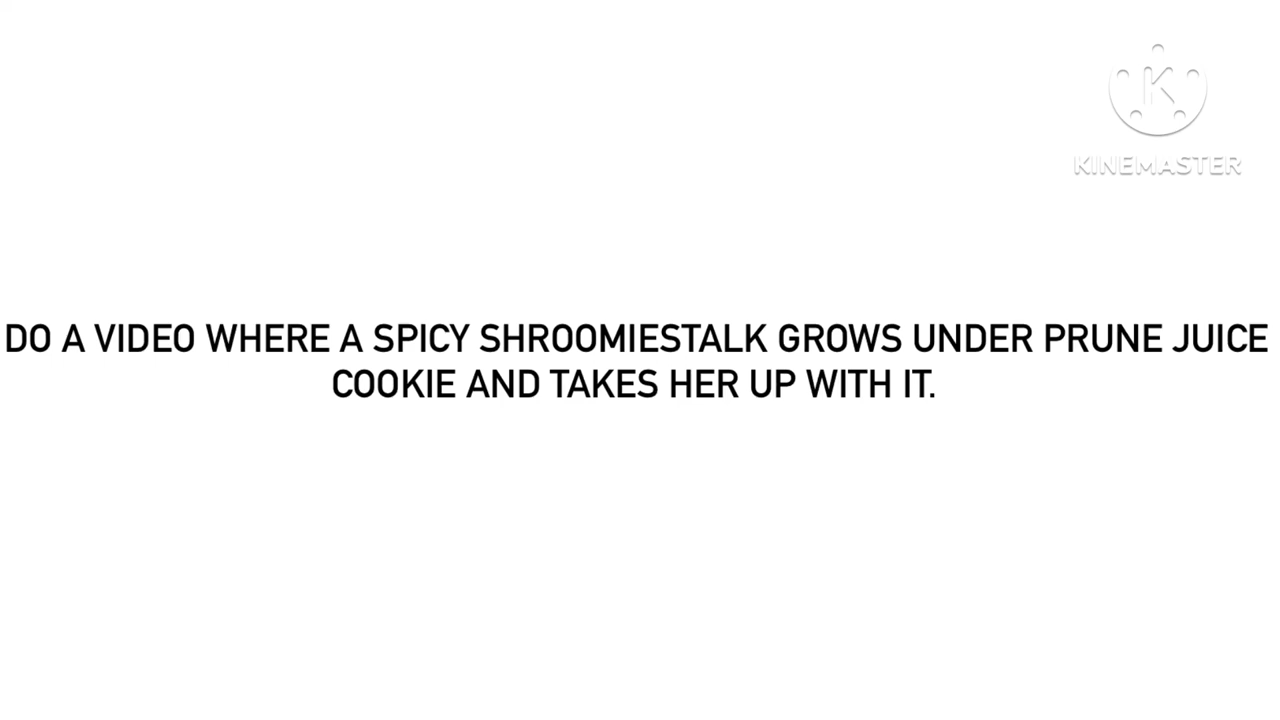 KINEMASTER
DO A VIDEO WHERE A SPICY SHROOMIESTALK GROWS UNDER PRUNE JUICE
COOKIE AND TAKES HER UP WITH IT.